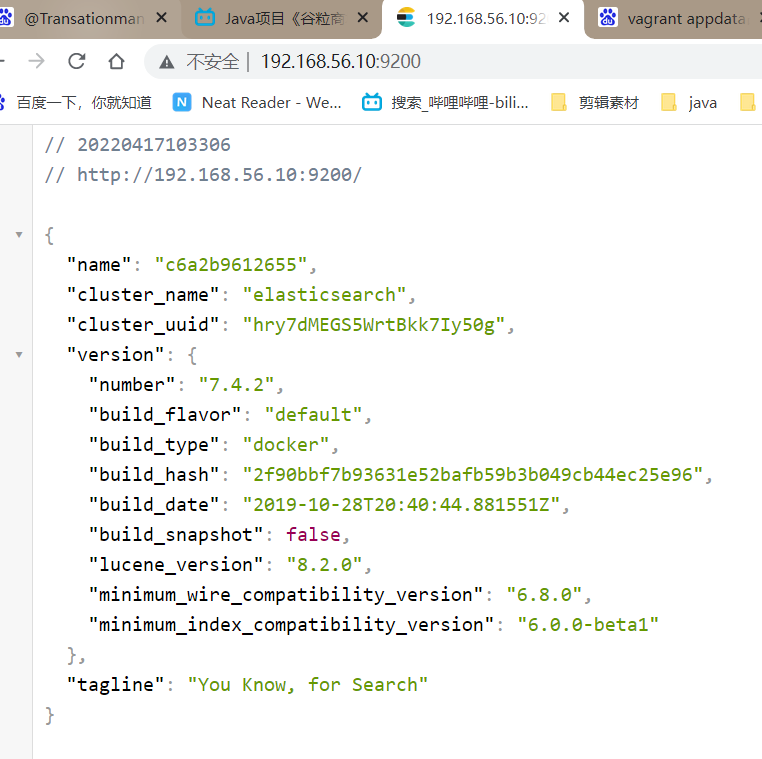 @Transationman
Java项目《谷粒商
192.168.56.10:92
vagrant appdata
不安全 | 192.168.56.10:9200
百度一下，你就知道
Neat Reader - We...
搜索_哔哩哔哩-bili...
剪辑素材
java
// 20220417103306
// http://192.168.56.10:9200/
{
"name": "c6a2b9612655",
"cluster_name": "elasticsearch",
"cluster_uuid": "hry7dMEGS5WrtBkk7Iy50g",
"version": {
"number": "7.4.2",
"build_flavor": "default",
"build_type": "docker",
"build_hash": "2f90bbf7b93631e52bafb59b3b049cb44ec25e96",
"build_date": "2019-10-28T20:40:44.881551Z",
"build_snapshot": false,
"lucene_version": "8.2.0",
"minimum_wire_compatibility_version": "6.8.0",
"minimum_index_compatibility_version": "6.0.0-beta1"
},
"tagline": "You Know, for Search"
}